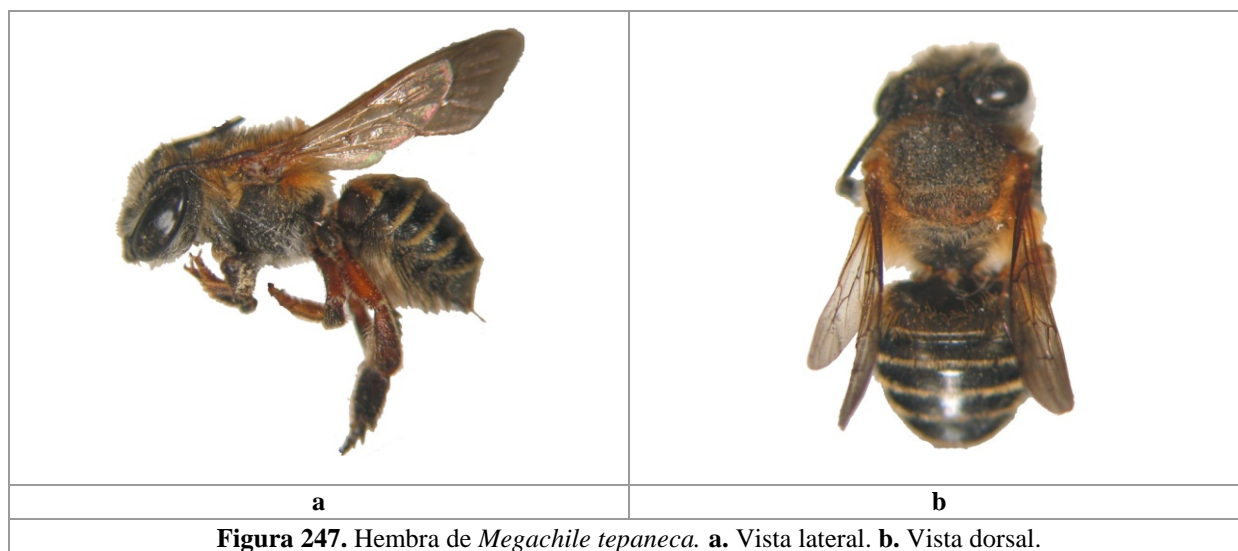 a
b
Figura 247. Hembra de Megachile tepaneca. a. Vista lateral. b. Vista dorsal.